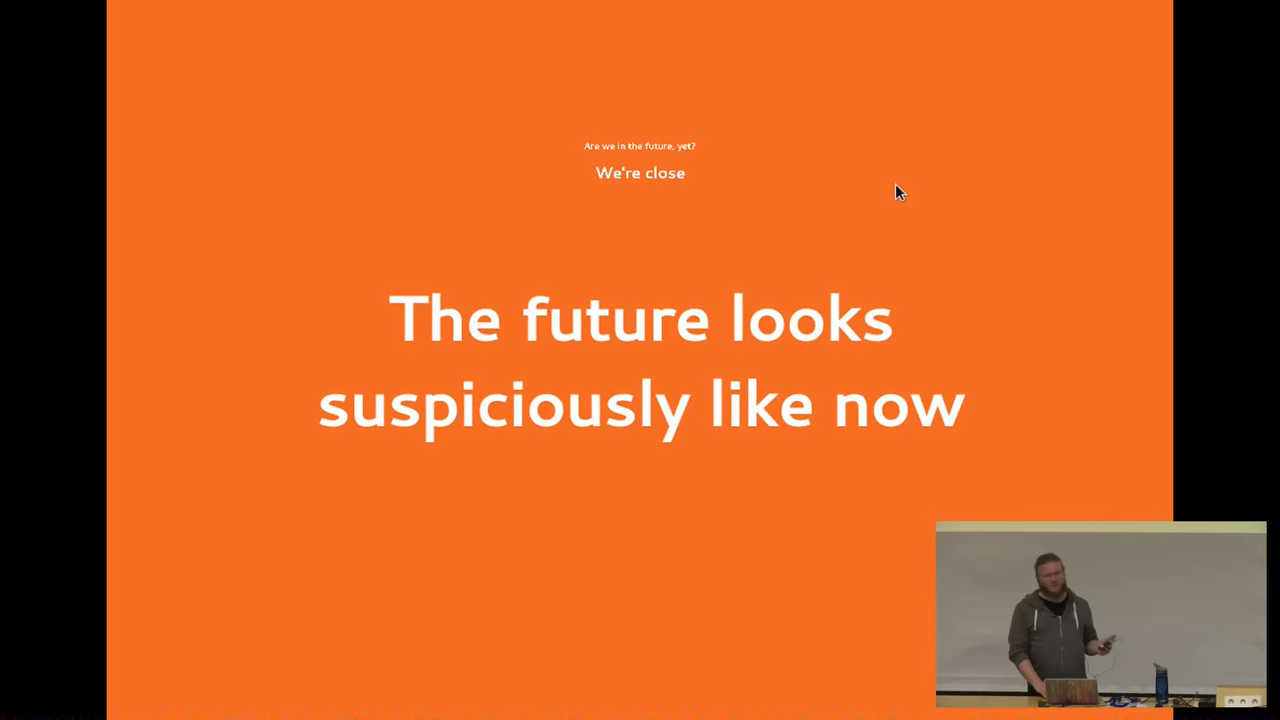 Are we in the future, yet?
We're close
The future looks
suspiciously like now